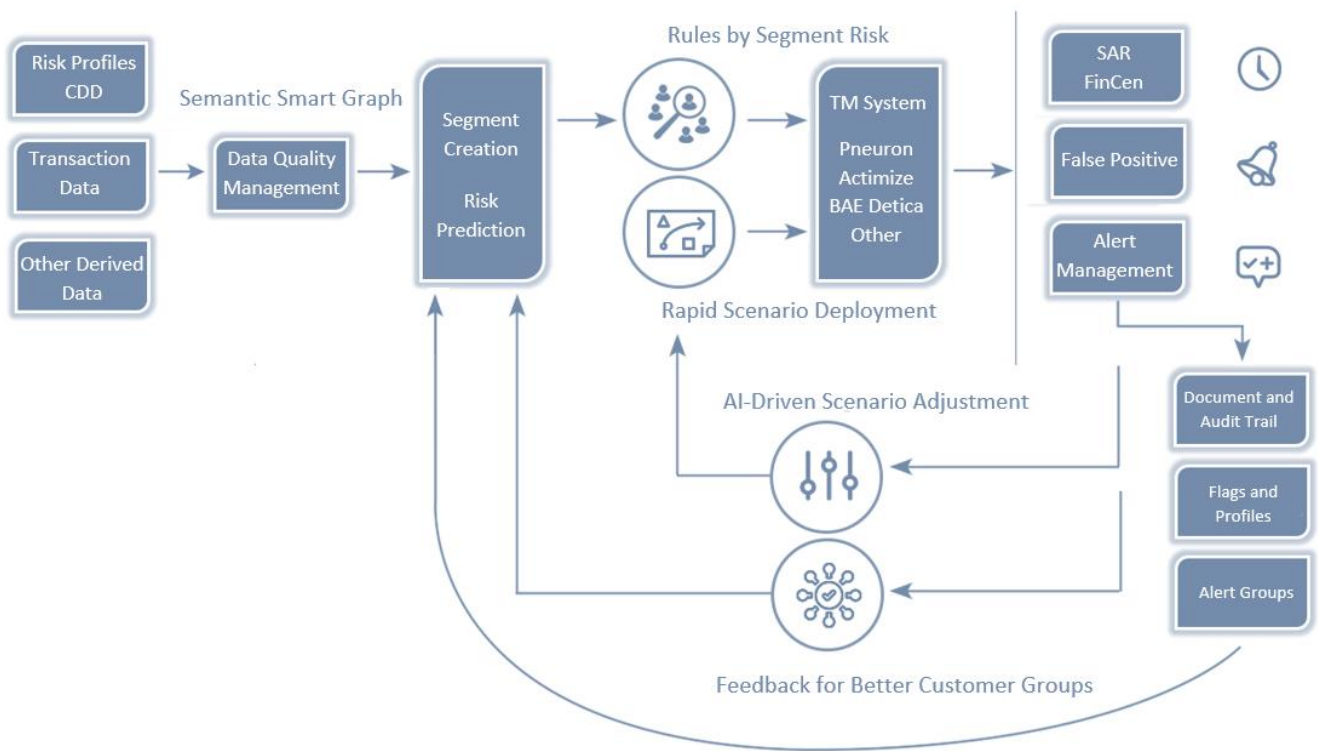 Risk Profiles
CDD
Transaction
Data
Other Derived
Data
Semantic Smart Graph
Data Quality
Management
Segment
Creation
Risk
Prediction
Rules by Segment Risk
Rapid Scenario Deployment
TM System
Pneuron
Actimize
BAE Detica
Other
SAR
FinCen
False Positive
Alert
Management
AI-Driven Scenario Adjustment
Feedback for Better Customer Groups
Document and
Audit Trail
Flags and
Profiles
Alert Groups